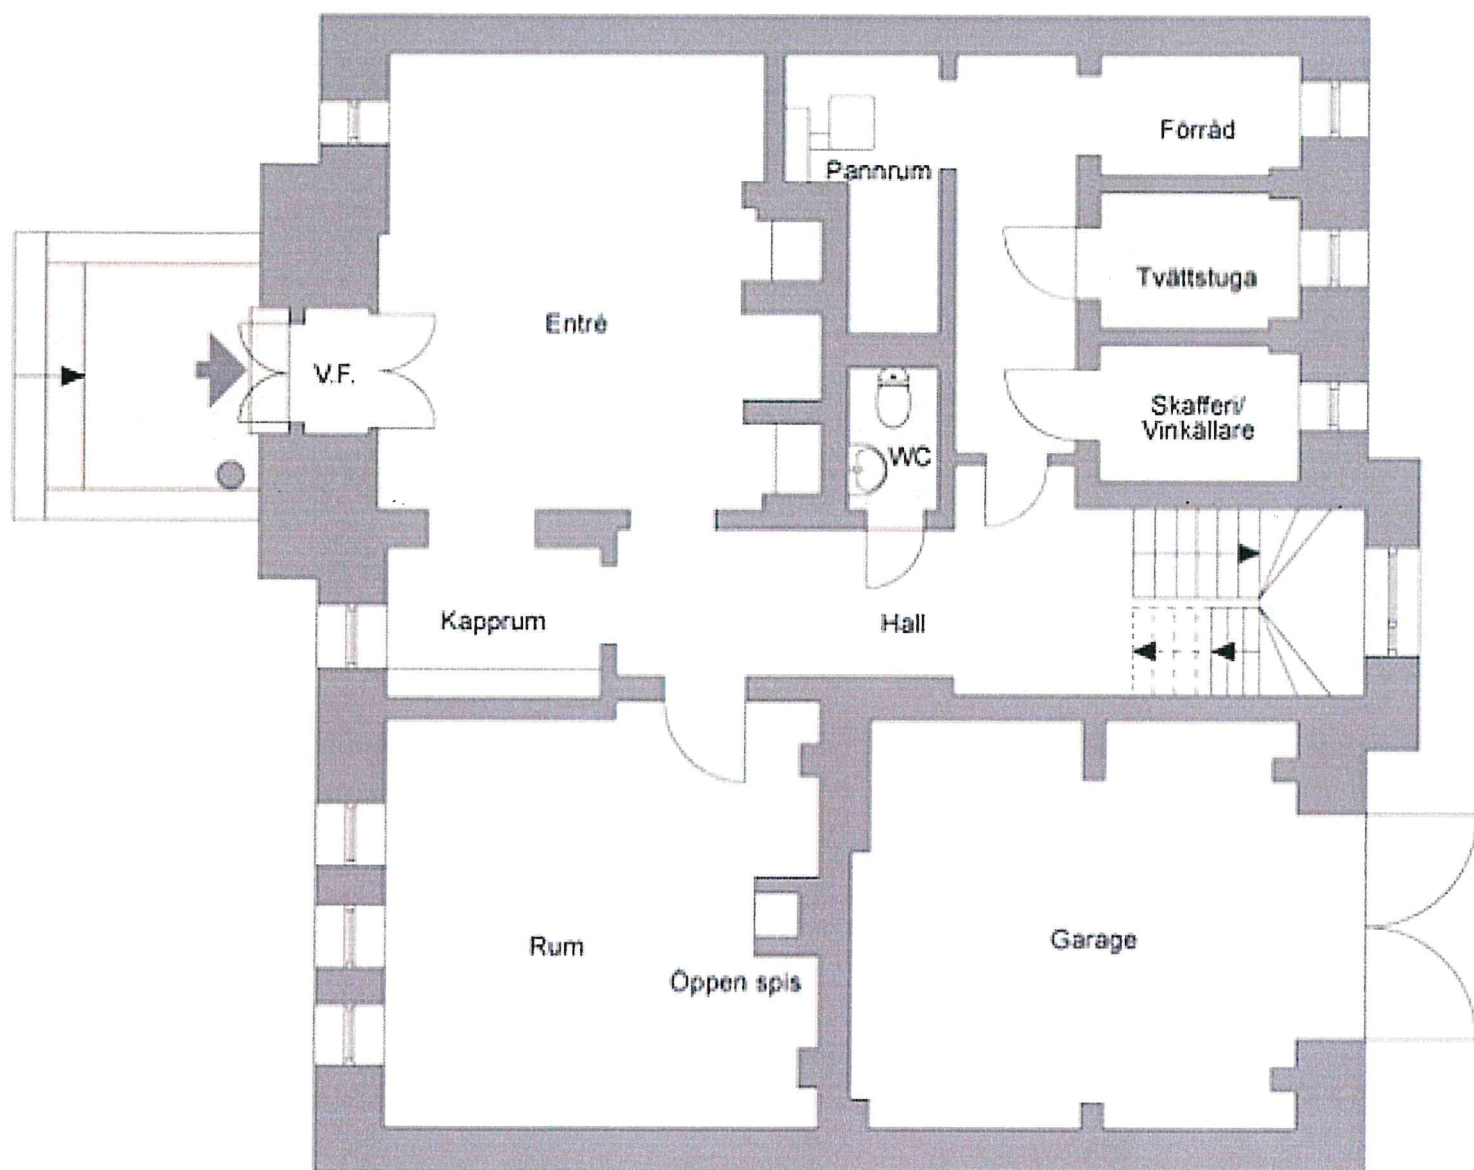 Förråd
Pannrum
Tvättstuga
Entré
V.F.
Skafferi/
Vinkällare
WC
Kapprum
Hall
Rum
Öppen spis
Garage